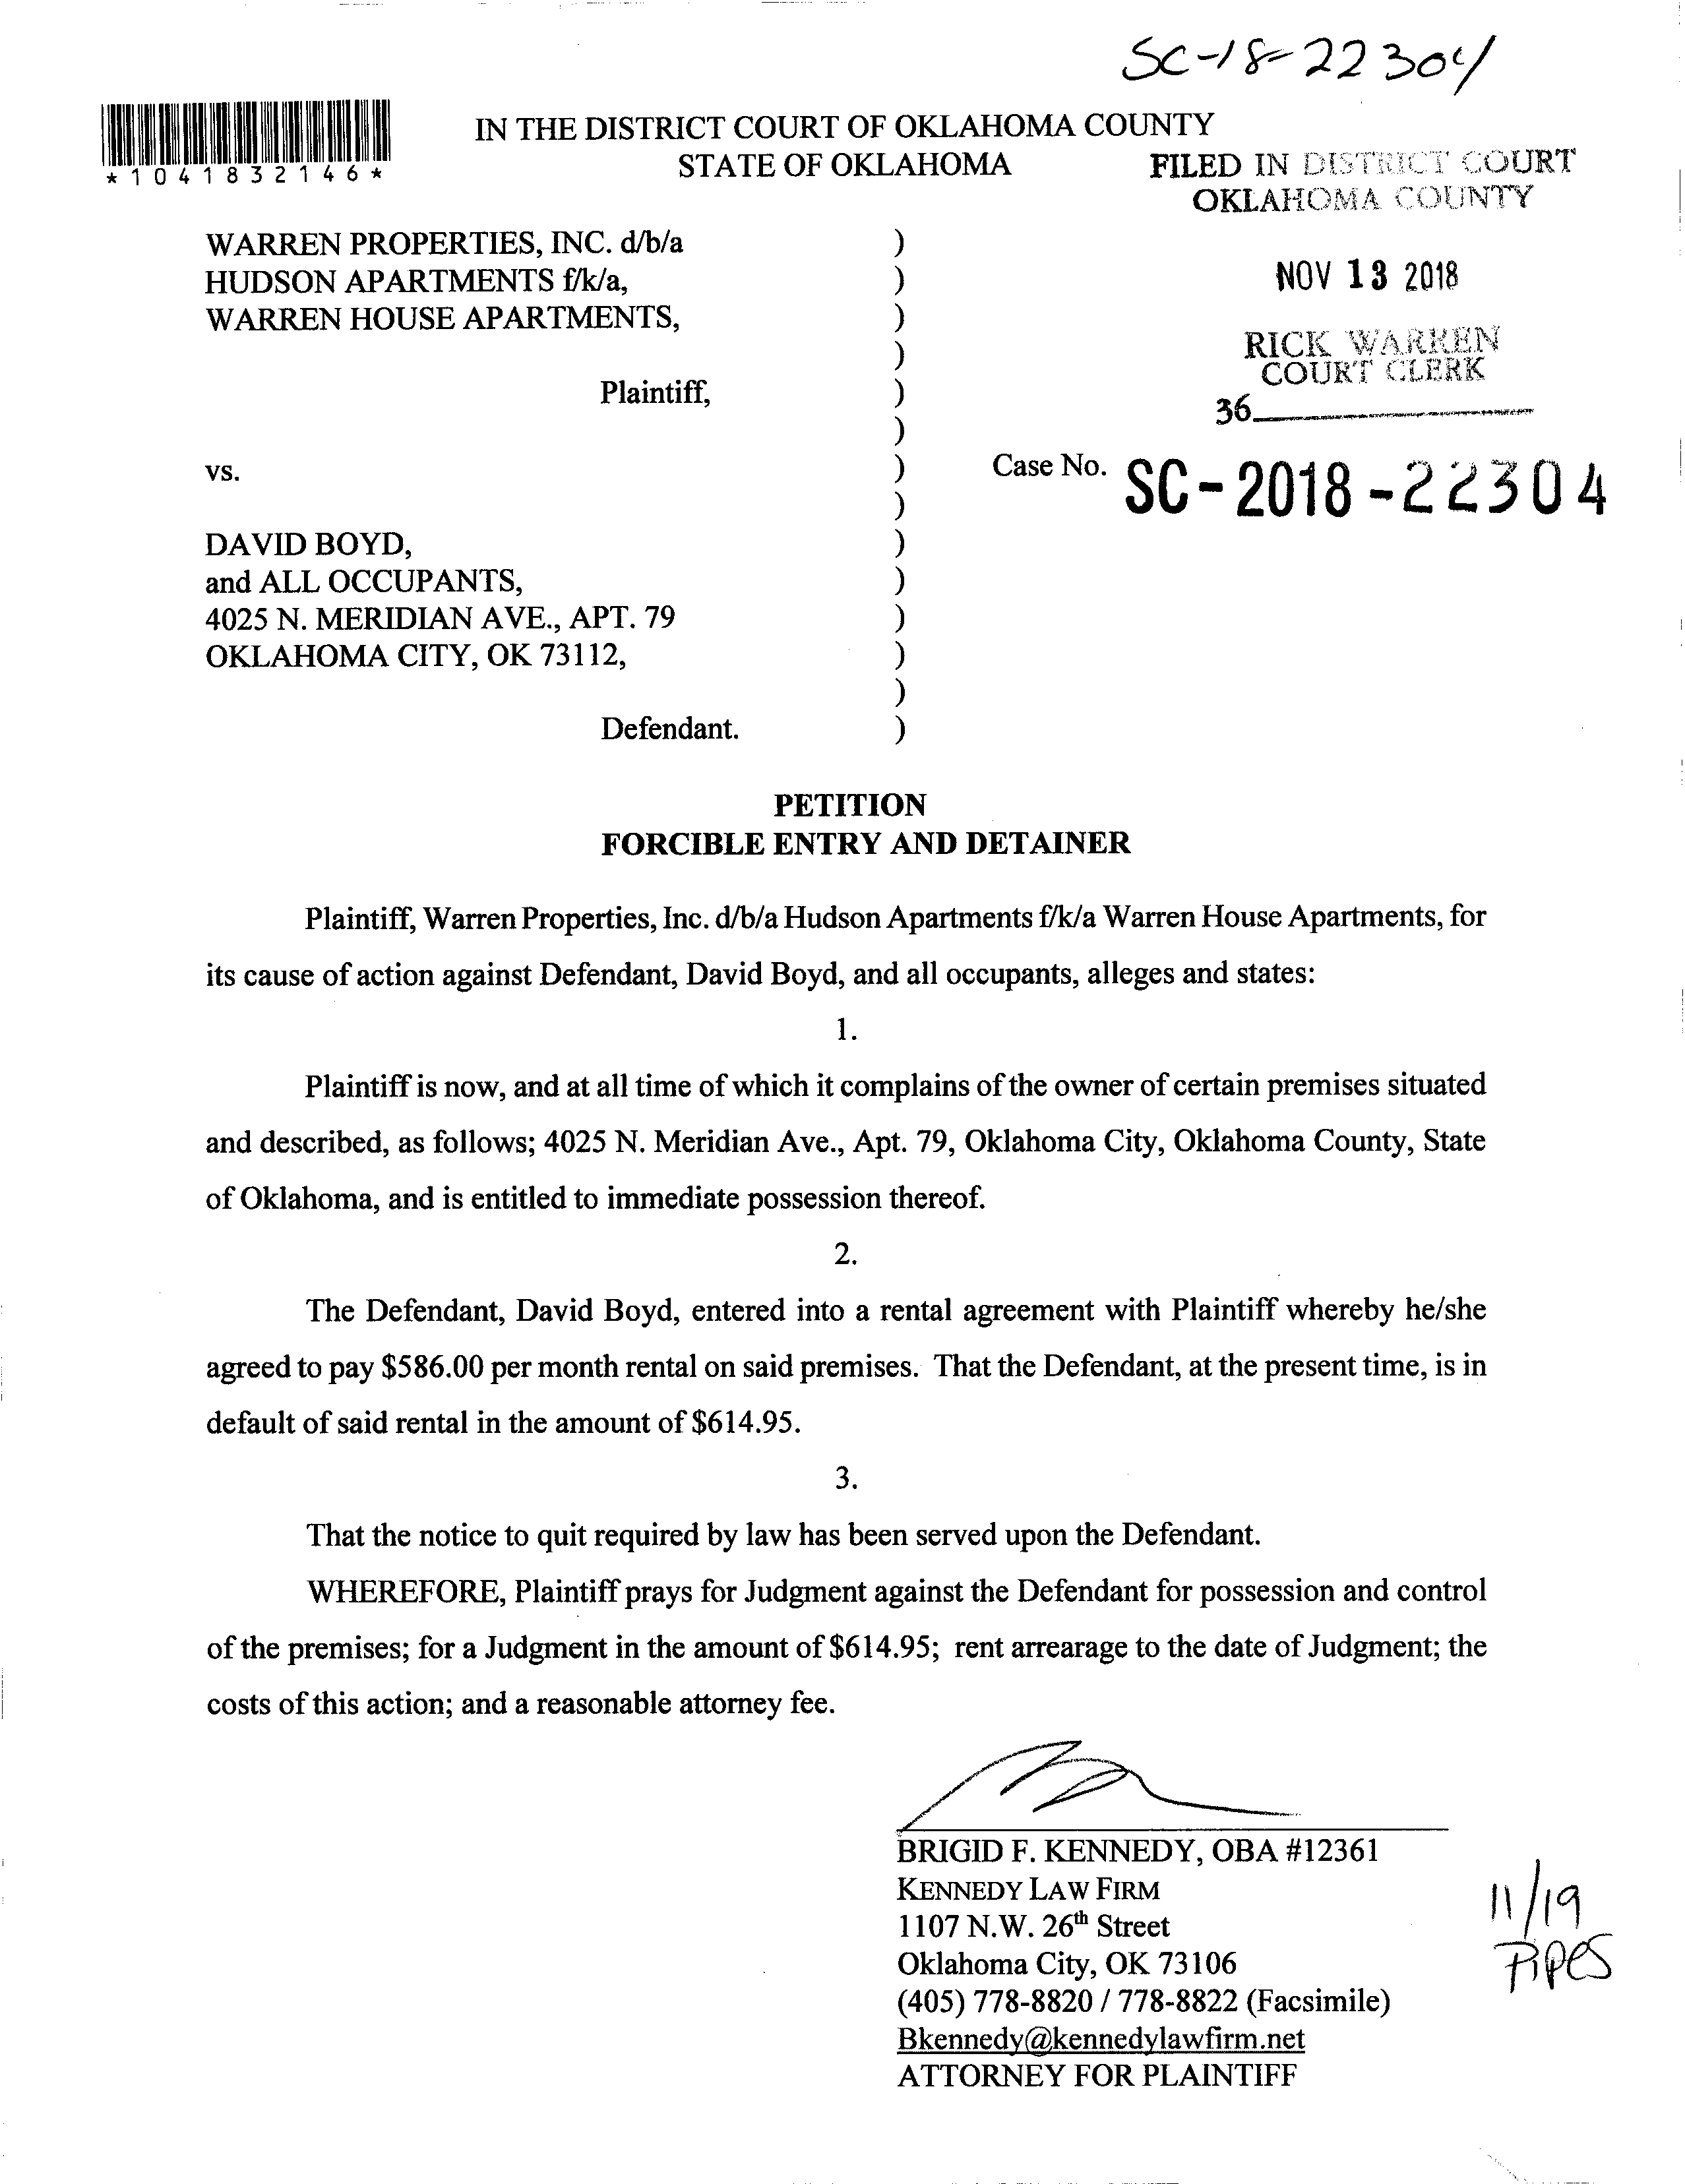 SC-18-22304
*1041832146*
IN THE DISTRICT COURT OF OKLAHOMA COUNTY
STATE OF OKLAHOMA
FILED IN DISTRICT COURT
OKLAHOMA COUNTY
NOV 13 2018
RICK WARREN
COURT CLERK
36
WARREN PROPERTIES, INC. d/b/a )
HUDSON APARTMENTS f/k/a, )
WARREN HOUSE APARTMENTS, )
)
Plaintiff, )
)
vs. ) Case No. SC-2018-22304
)
DAVID BOYD, )
and ALL OCCUPANTS, )
4025 N. MERIDIAN AVE., APT. 79 )
OKLAHOMA CITY, OK 73112, )
)
Defendant. )
PETITION
FORCIBLE ENTRY AND DETAINER
Plaintiff, Warren Properties, Inc. d/b/a Hudson Apartments f/k/a Warren House Apartments, for
its cause of action against Defendant, David Boyd, and all occupants, alleges and states:
1.
Plaintiff is now, and at all time of which it complains of the owner of certain premises situated
and described, as follows; 4025 N. Meridian Ave., Apt. 79, Oklahoma City, Oklahoma County, State
of Oklahoma, and is entitled to immediate possession thereof.
2.
The Defendant, David Boyd, entered into a rental agreement with Plaintiff whereby he/she
agreed to pay $586.00 per month rental on said premises. That the Defendant, at the present time, is in
default of said rental in the amount of $614.95.
3.
That the notice to quit required by law has been served upon the Defendant.
WHEREFORE, Plaintiff prays for Judgment against the Defendant for possession and control
of the premises; for a Judgment in the amount of $614.95; rent arrearage to the date of Judgment; the
costs of this action; and a reasonable attorney fee.
BRIGID F. KENNEDY, OBA #12361
KENNEDY LAW FIRM
1107 N.W. 26th Street
Oklahoma City, OK 73106
(405) 778-8820 / 778-8822 (Facsimile)
Bkennedy@kennedylawfirm.net
ATTORNEY FOR PLAINTIFF
11/19
Pipes